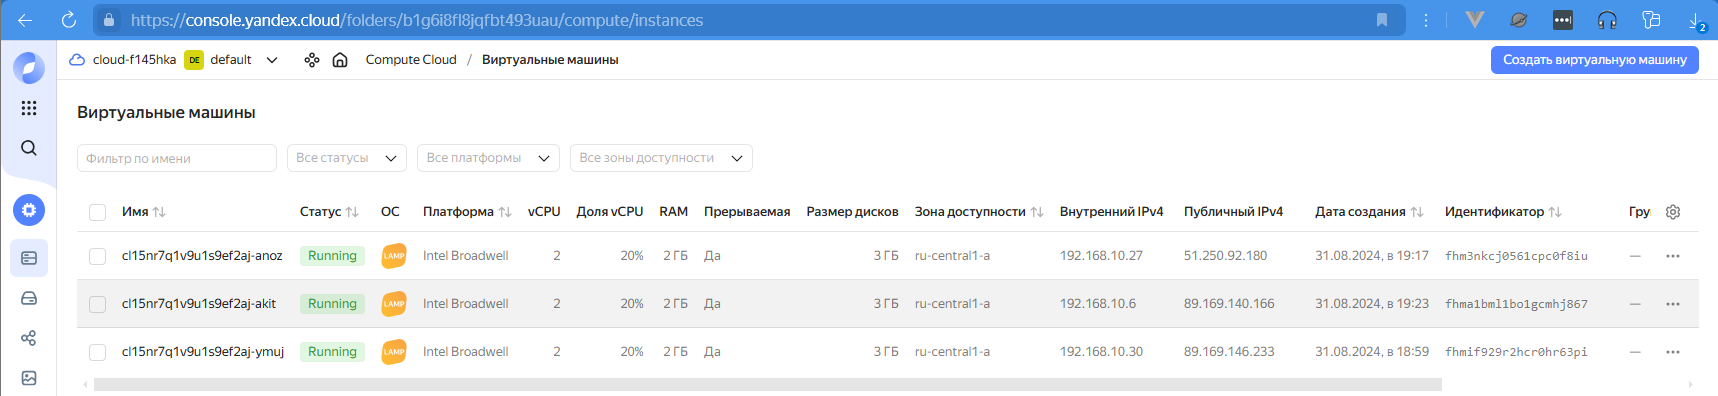 https://console.yandex.cloud/folders/b1g6i8fl8jqfbt493uau/compute/instances
2
cloud-f145hka DE default Compute Cloud / Виртуальные машины Создать виртуальную машину
Виртуальные машины
Фильтр по имени Все статусы Все платформы Все зоны доступности
Имя Статус ОС Платформа vCPU Доля vCPU RAM Прерываемая Размер дисков Зона доступности Внутренний IPv4 Публичный IPv4 Дата создания Идентификатор Гру
cl15nr7q1v9u1s9ef2aj-anoz Running LAMP Intel Broadwell 2 20% 2 ГБ Да 3 ГБ ru-central1-a 192.168.10.27 51.250.92.180 31.08.2024, в 19:17 fhm3nkcj0561cpc0f8iu —
cl15nr7q1v9u1s9ef2aj-akit Running LAMP Intel Broadwell 2 20% 2 ГБ Да 3 ГБ ru-central1-a 192.168.10.6 89.169.140.166 31.08.2024, в 19:23 fhma1bml1bo1gcmhj867 —
cl15nr7q1v9u1s9ef2aj-ymuj Running LAMP Intel Broadwell 2 20% 2 ГБ Да 3 ГБ ru-central1-a 192.168.10.30 89.169.146.233 31.08.2024, в 18:59 fhmif929r2hcr0hr63pi —